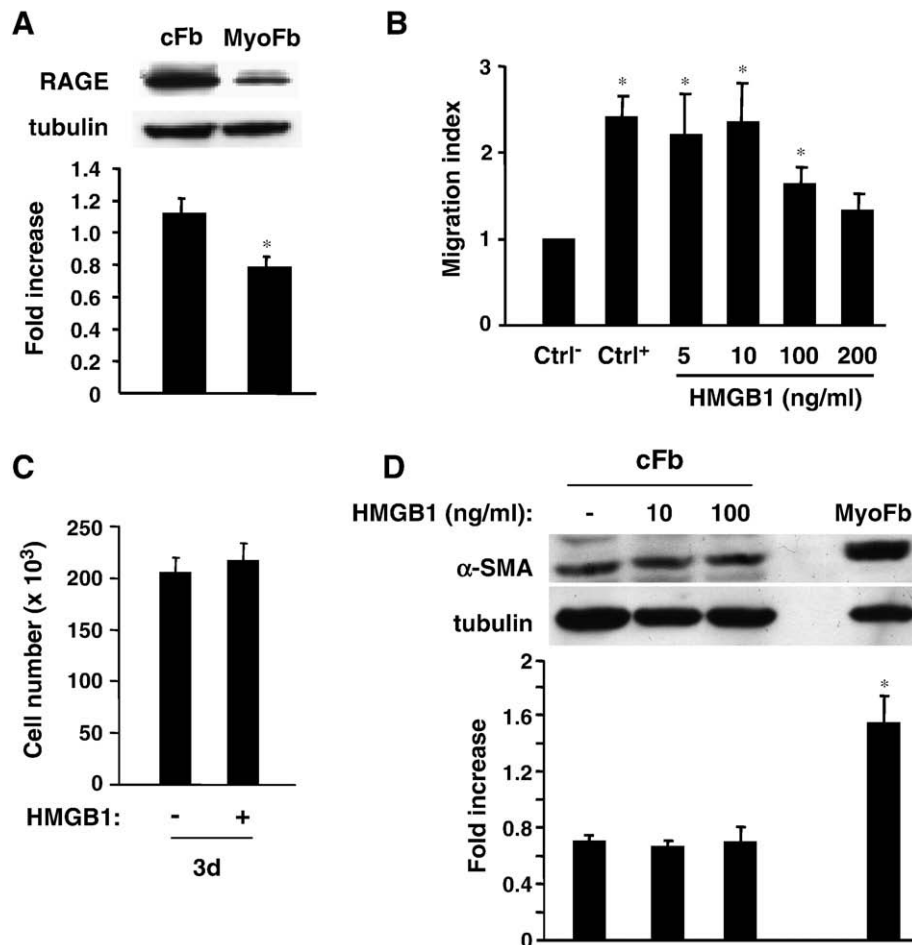 A
cFb MyoFb
RAGE
tubulin
1.4
1.2
1.0
0.8
0.6
0.4
0.2
0
Fold increase
*
B
3
2
1
0
Migration index
* * * *
Ctrl- Ctrl+ 5 10 100 200
HMGB1 (ng/ml)
C
250
200
150
100
50
0
Cell number (x 10³)
HMGB1: - +
3d
D
cFb
HMGB1 (ng/ml): - 10 100 MyoFb
α-SMA
tubulin
2
1.6
1.2
0.8
0.4
0
Fold increase
*